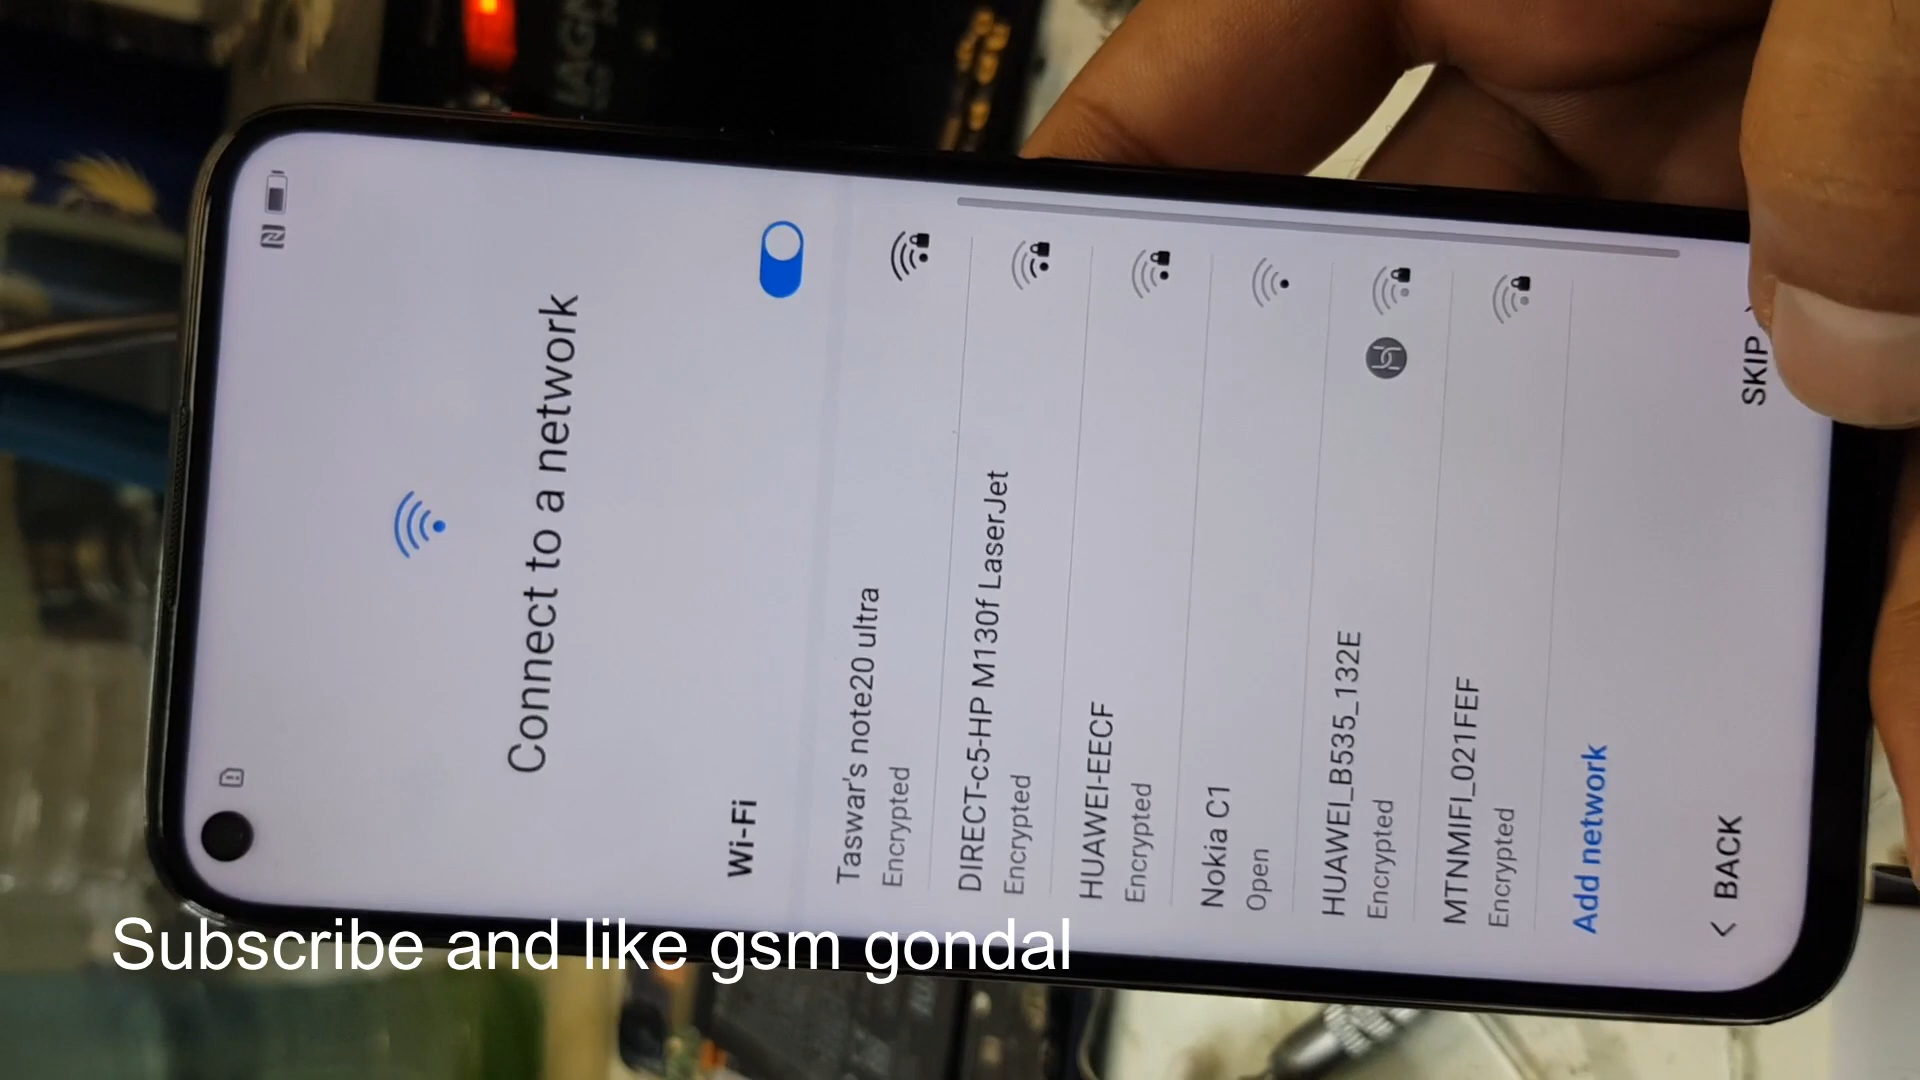 Connect to a network
Wi-Fi
Taswar's note20 ultra
Encrypted
DIRECT-c5-HP M130f LaserJet
Encrypted
HUAWEI-EECF
Encrypted
Nokia C1
Open
HUAWEI_B535_132E
Encrypted
MTNMIFI_021FEF
Encrypted
Add network
< BACK
SKIP
Subscribe and like gsm gondal